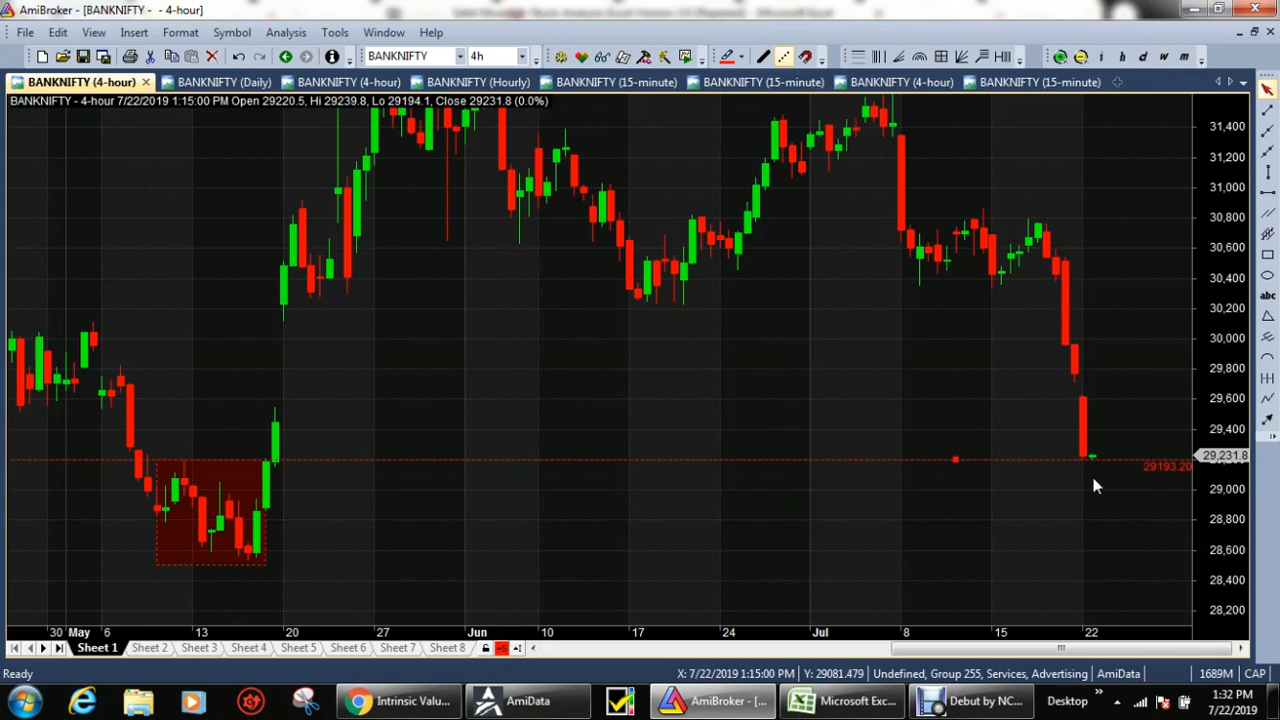 AmiBroker - [BANKNIFTY - - 4-hour]
File Edit View Insert Format Symbol Analysis Tools Window Help
BANKNIFTY 4h
i h d w m
BANKNIFTY (4-hour) BANKNIFTY (Daily) BANKNIFTY (4-hour) BANKNIFTY (Hourly) BANKNIFTY (15-minute) BANKNIFTY (15-minute) BANKNIFTY (4-hour) BANKNIFTY (15-minute)
BANKNIFTY - 4-hour 7/22/2019 1:15:00 PM Open 29220.5, Hi 29239.8, Lo 29194.1, Close 29231.8 (0.0%)
31,400
31,200
31,000
30,800
30,600
30,400
30,200
30,000
29,800
29,600
29,400
29,231.8
29193.20
29,000
28,800
28,600
28,400
28,200
abc
30 May 6 13 20 27 Jun 10 17 24 Jul 8 15 22
Sheet 1 Sheet 2 Sheet 3 Sheet 4 Sheet 5 Sheet 6 Sheet 7 Sheet 8
Ready X: 7/22/2019 1:15:00 PM Y: 29081.479 Undefined, Group 255, Services, Advertising AmiData 1689M CAP
Intrinsic Valu... AmiData AmiBroker - [... Microsoft Exc... Debut by NC... Desktop
1:32 PM
7/22/2019